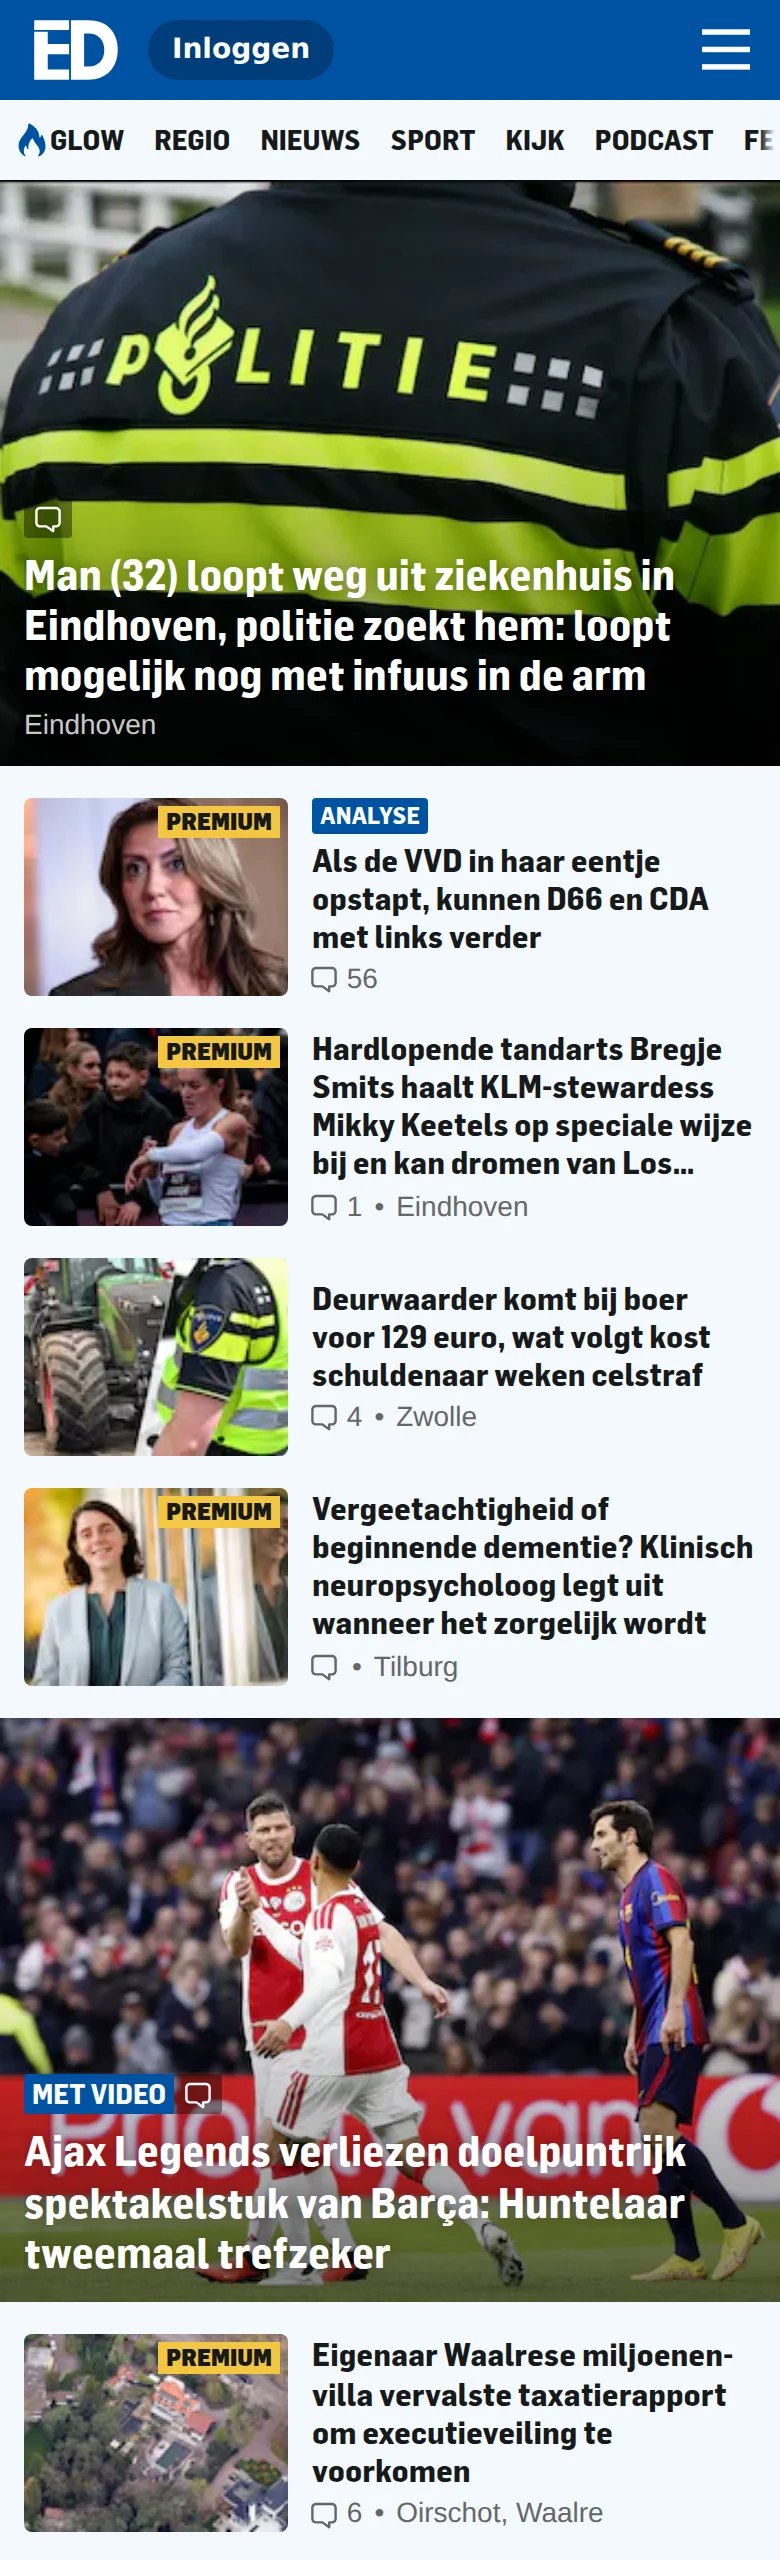 ED Inloggen
GLOW REGIO NIEUWS SPORT KIJK PODCAST FE
POLITIE
Man (32) loopt weg uit ziekenhuis in
Eindhoven, politie zoekt hem: loopt
mogelijk nog met infuus in de arm
Eindhoven
PREMIUM
ANALYSE
Als de VVD in haar eentje
opstapt, kunnen D66 en CDA
met links verder
56
PREMIUM
Hardlopende tandarts Bregje
Smits haalt KLM-stewardess
Mikky Keetels op speciale wijze
bij en kan dromen van Los...
1 • Eindhoven
Deurwaarder komt bij boer
voor 129 euro, wat volgt kost
schuldenaar weken celstraf
4 • Zwolle
PREMIUM
Vergeetachtigheid of
beginnende dementie? Klinisch
neuropsycholoog legt uit
wanneer het zorgelijk wordt
• Tilburg
MET VIDEO
Ajax Legends verliezen doelpuntrijk
spektakelstuk van Barça: Huntelaar
tweemaal trefzeker
PREMIUM
Eigenaar Waalrese miljoenen-
villa vervalste taxatierapport
om executieveiling te
voorkomen
6 • Oirschot, Waalre